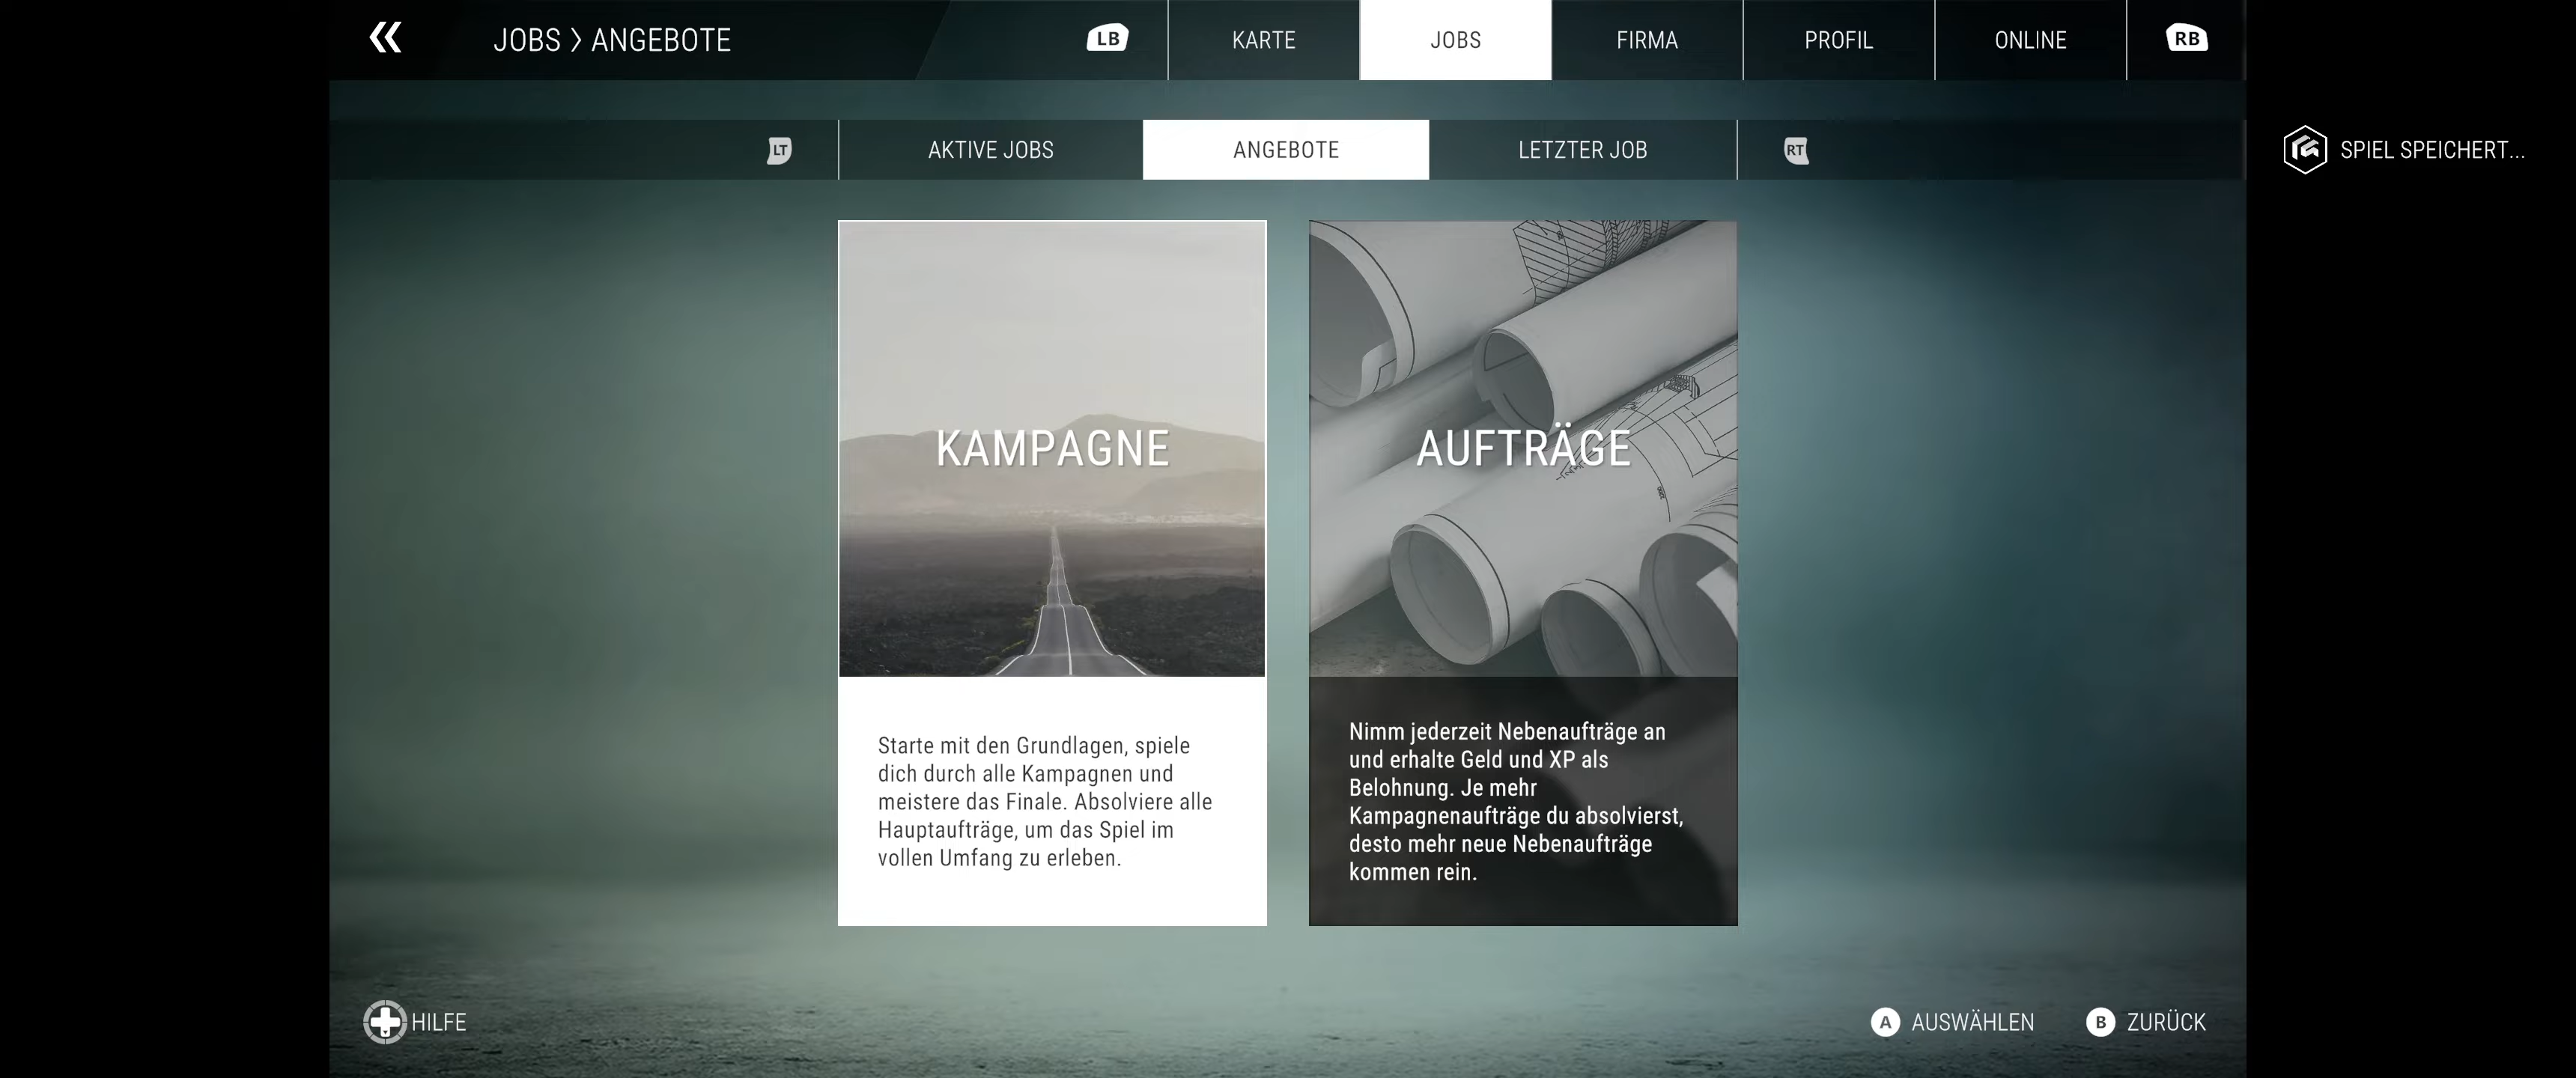 JOBS > ANGEBOTE
LB
KARTE
JOBS
FIRMA
PROFIL
ONLINE
RB
LT
AKTIVE JOBS
ANGEBOTE
LETZTER JOB
RT
SPIEL SPEICHERT...
KAMPAGNE
Starte mit den Grundlagen, spiele
dich durch alle Kampagnen und
meistere das Finale. Absolviere alle
Hauptaufträge, um das Spiel im
vollen Umfang zu erleben.
AUFTRÄGE
Nimm jederzeit Nebenaufträge an
und erhalte Geld und XP als
Belohnung. Je mehr
Kampagnenaufträge du absolvierst,
desto mehr neue Nebenaufträge
kommen rein.
HILFE
A AUSWÄHLEN
B ZURÜCK